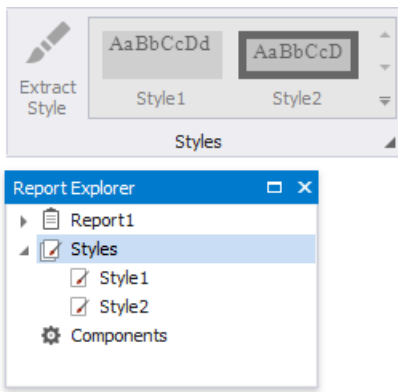 AaBbCcDd
AaBbCcD
Extract
Style
Style1
Style2
Styles
Report Explorer
Report1
Styles
Style1
Style2
Components